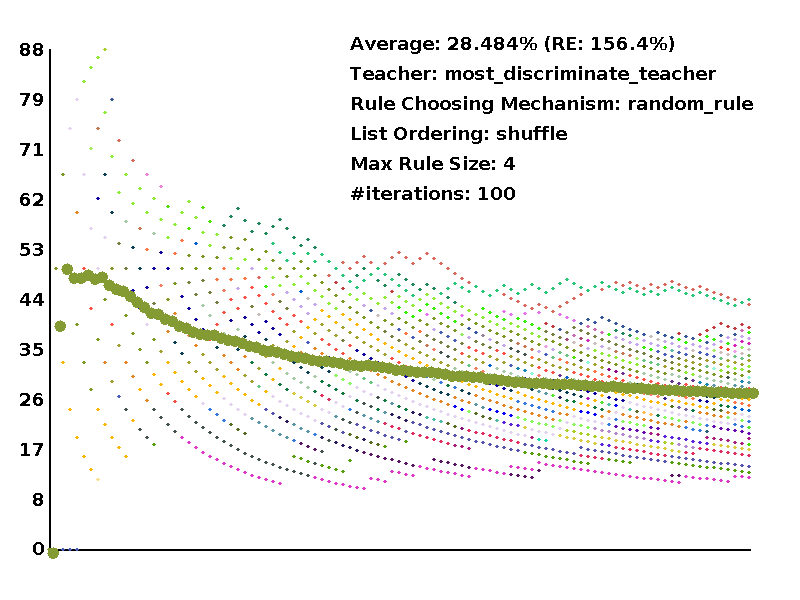 Average: 28.484% (RE: 156.4%)
Teacher: most_discriminate_teacher
Rule Choosing Mechanism: random_rule
List Ordering: shuffle
Max Rule Size: 4
#iterations: 100
88
79
71
62
53
44
35
26
17
8
0